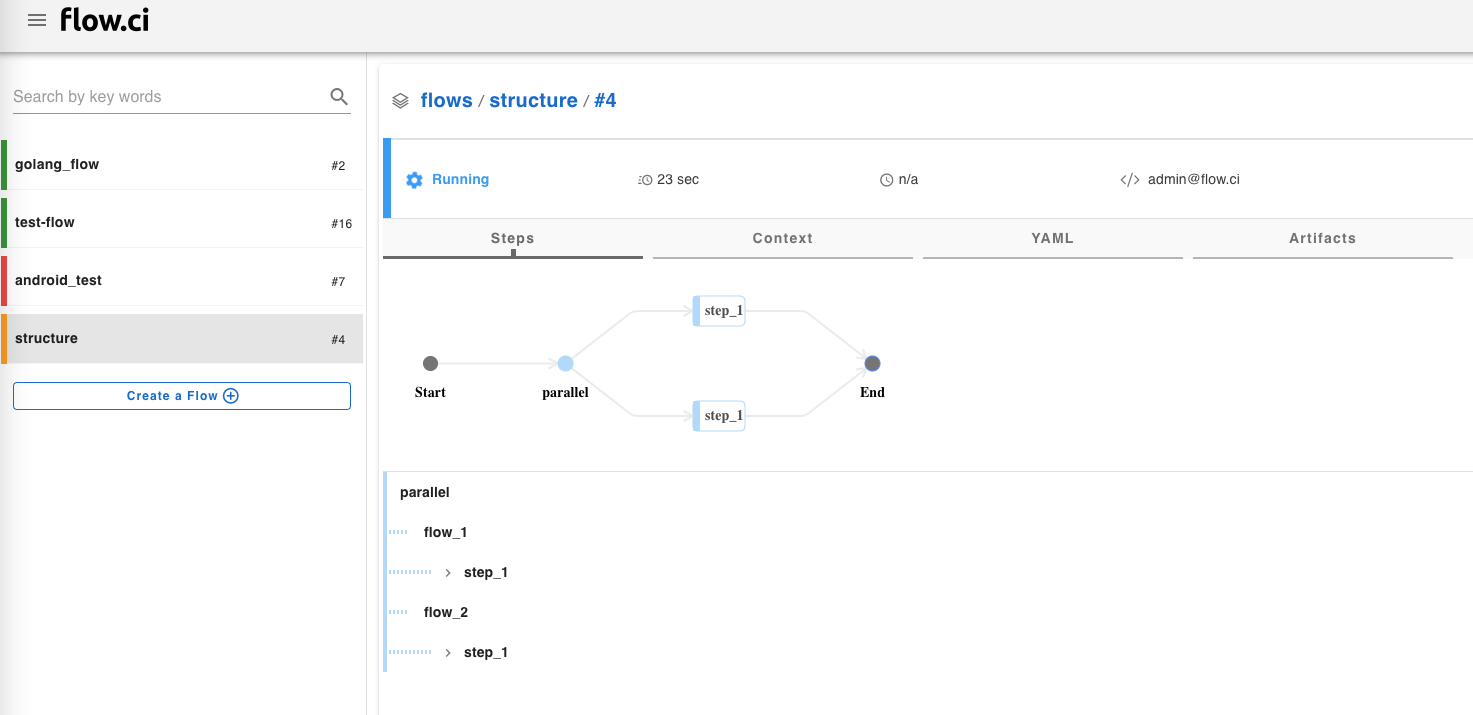 flow.ci
Search by key words
golang_flow #2
test-flow #16
android_test #7
structure #4
Create a Flow
flows / structure / #4
Running 23 sec n/a admin@flow.ci
Steps Context YAML Artifacts
step_1
Start parallel End
step_1
parallel
flow_1
step_1
flow_2
step_1